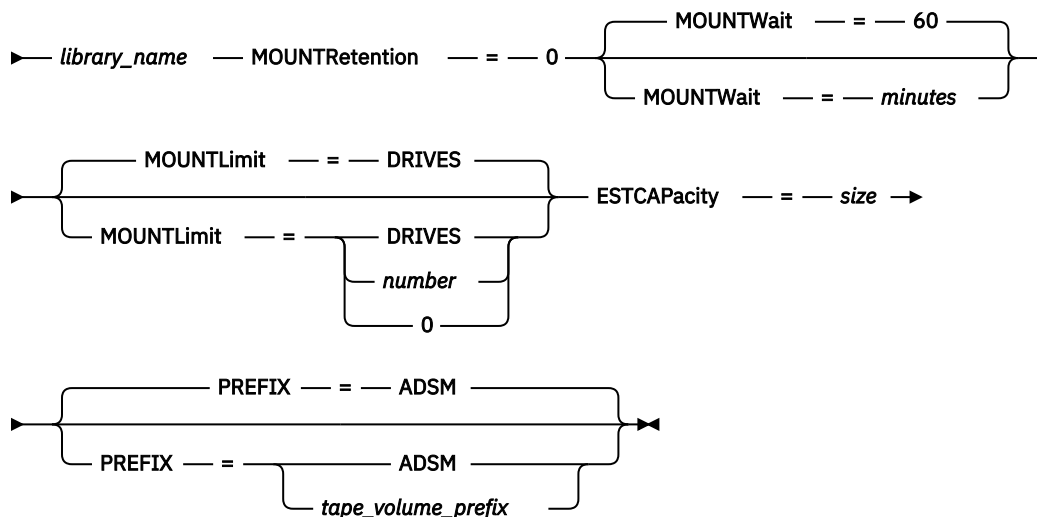 MOUNTWait = 60
library_name MOUNTRetention = 0
MOUNTWait = minutes
MOUNTLimit = DRIVES
ESTCAPacity = size
MOUNTLimit = DRIVES
number
0
PREFIX = ADSM
PREFIX = ADSM
tape_volume_prefix